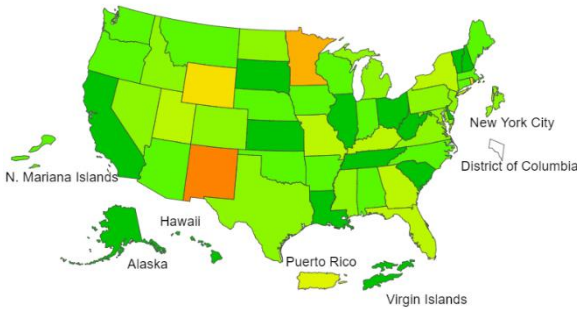 New York City
District of Columbia
N. Mariana Islands
Hawaii
Alaska
Puerto Rico
Virgin Islands